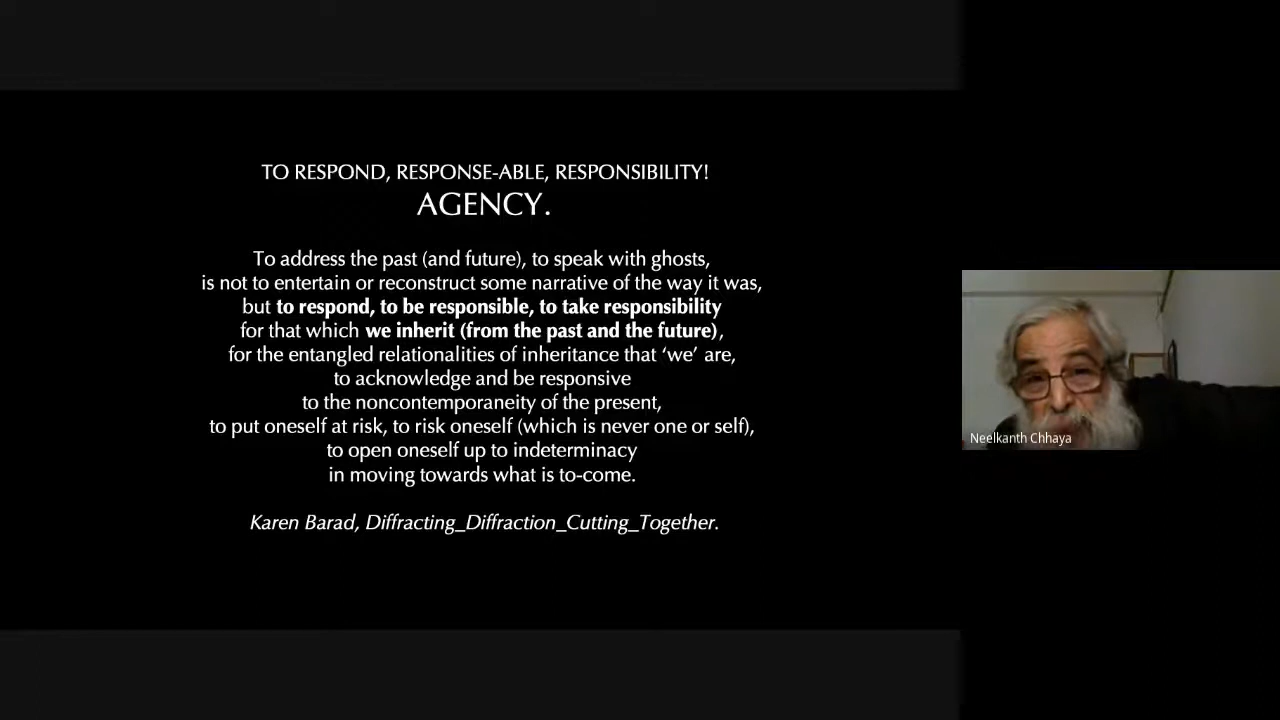 TO RESPOND, RESPONSE-ABLE, RESPONSIBILITY!
AGENCY.
To address the past (and future), to speak with ghosts,
is not to entertain or reconstruct some narrative of the way it was,
but to respond, to be responsible, to take responsibility
for that which we inherit (from the past and the future),
for the entangled relationalities of inheritance that ‘we’ are,
to acknowledge and be responsive
to the noncontemporaneity of the present,
to put oneself at risk, to risk oneself (which is never one or self),
to open oneself up to indeterminacy
in moving towards what is to-come.
Karen Barad, Diffracting_Diffraction_Cutting_Together.
Neelkanth Chhaya